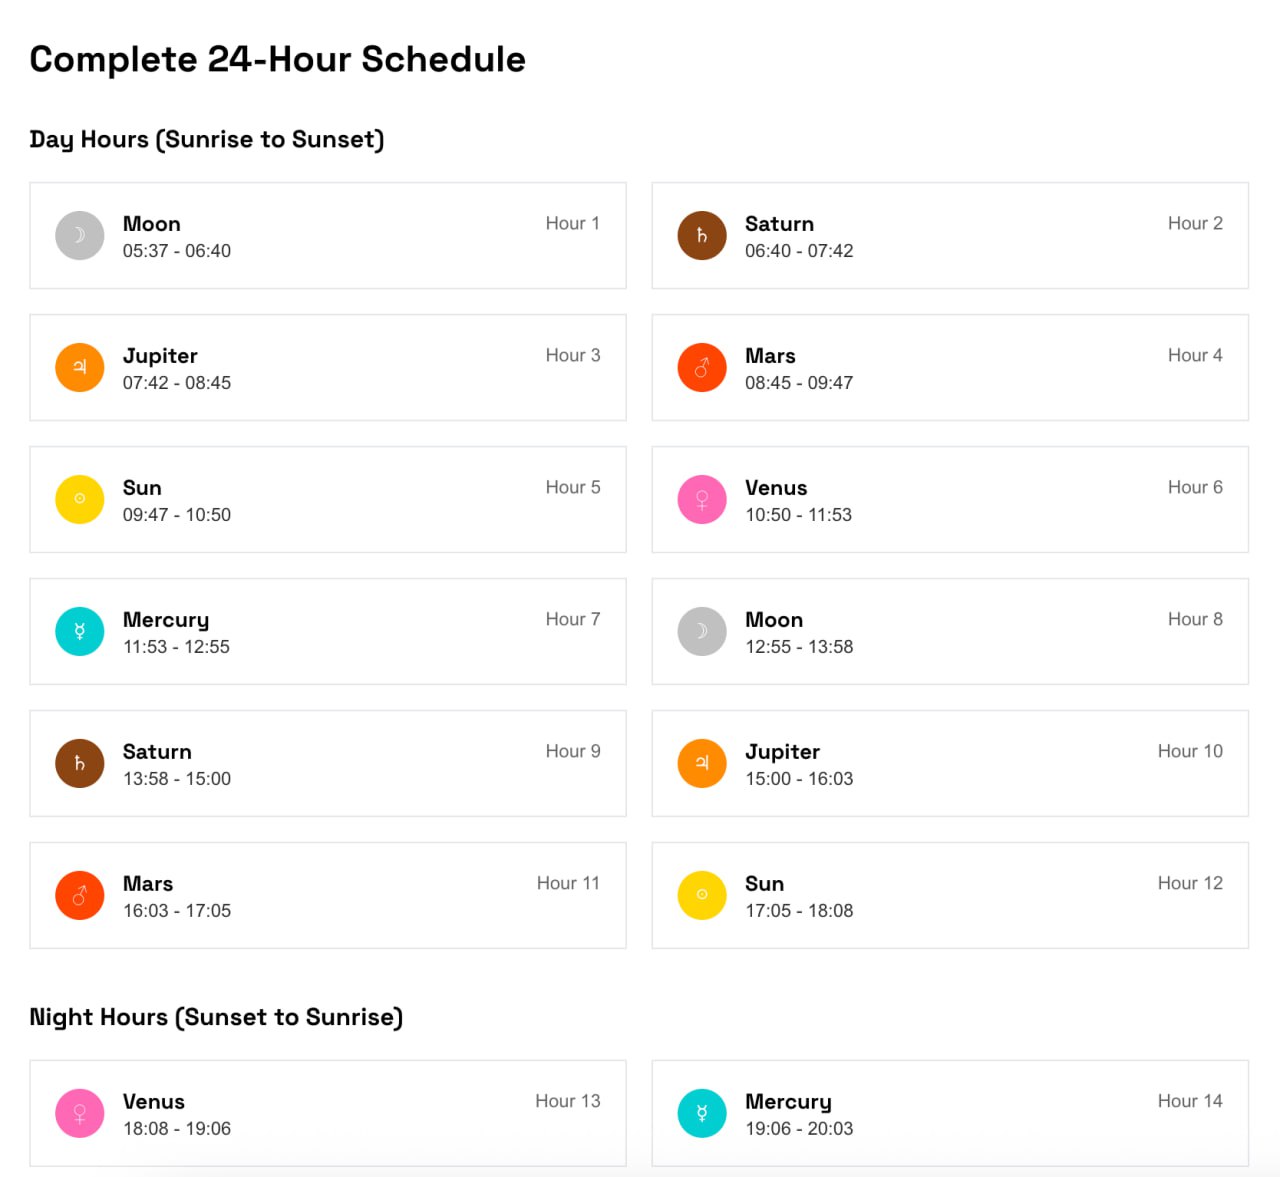 Complete 24-Hour Schedule
Day Hours (Sunrise to Sunset)
☽
Moon
05:37 - 06:40
Hour 1
♄
Saturn
06:40 - 07:42
Hour 2
♃
Jupiter
07:42 - 08:45
Hour 3
♂
Mars
08:45 - 09:47
Hour 4
☉
Sun
09:47 - 10:50
Hour 5
♀
Venus
10:50 - 11:53
Hour 6
☿
Mercury
11:53 - 12:55
Hour 7
☽
Moon
12:55 - 13:58
Hour 8
♄
Saturn
13:58 - 15:00
Hour 9
♃
Jupiter
15:00 - 16:03
Hour 10
♂
Mars
16:03 - 17:05
Hour 11
☉
Sun
17:05 - 18:08
Hour 12
Night Hours (Sunset to Sunrise)
♀
Venus
18:08 - 19:06
Hour 13
☿
Mercury
19:06 - 20:03
Hour 14